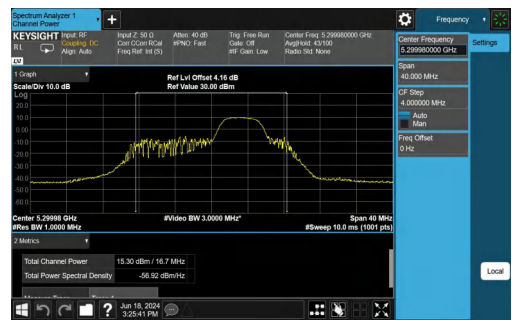 Spectrum Analyzer 1
Channel Power
Frequency
KEYSIGHT
Input: RF
Coupling: DC
Align: Auto
Input Z: 50 Ω
Corr CCorr RCal
Freq Ref: Int (S)
Atten: 40 dB
#PNO: Fast
Trig: Free Run
Gate: Off
#IF Gain: Low
Center Freq: 5.299980000 GHz
Avg|Hold: 43/100
Radio Std: None
R L
LXI
Center Frequency
5.299980000 GHz
Settings
Span
40.000 MHz
CF Step
4.000000 MHz
Auto
Man
Freq Offset
0 Hz
1 Graph
Scale/Div 10.0 dB
Ref Lvl Offset 4.16 dB
Ref Value 30.00 dBm
Log
20.0
10.0
0.00
-10.0
-20.0
-30.0
-40.0
-50.0
-60.0
Center 5.29998 GHz
#Video BW 3.0000 MHz*
Span 40 MHz
#Res BW 1.0000 MHz
#Sweep 10.0 ms (1001 pts)
2 Metrics
Total Channel Power
15.30 dBm / 16.7 MHz
Total Power Spectral Density
-56.92 dBm/Hz
Local
?
Jun 18, 2024
3:25:41 PM